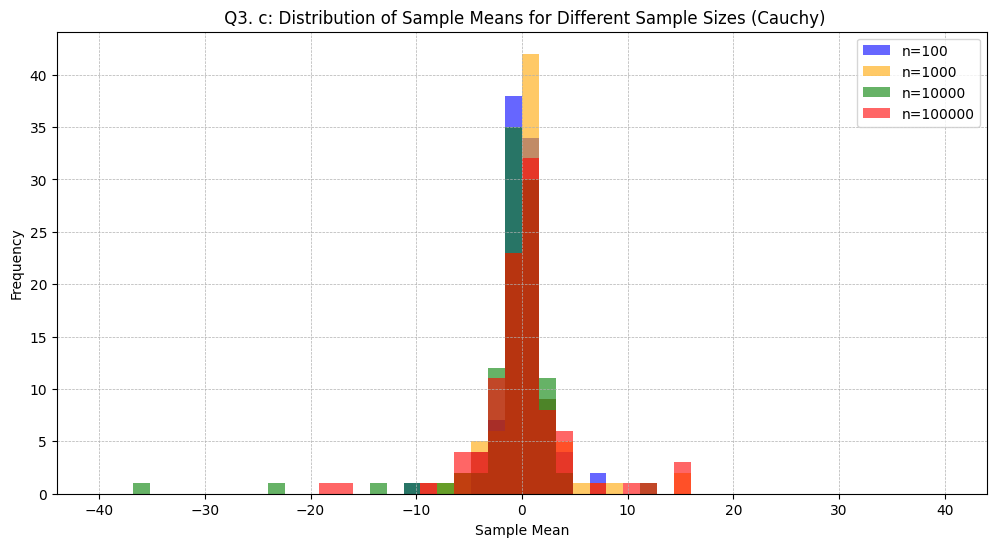 Q3. c: Distribution of Sample Means for Different Sample Sizes (Cauchy)
n=100
n=1000
n=10000
n=100000
Frequency
40
35
30
25
20
15
10
5
0
−40
−30
−20
−10
0
10
20
30
40
Sample Mean